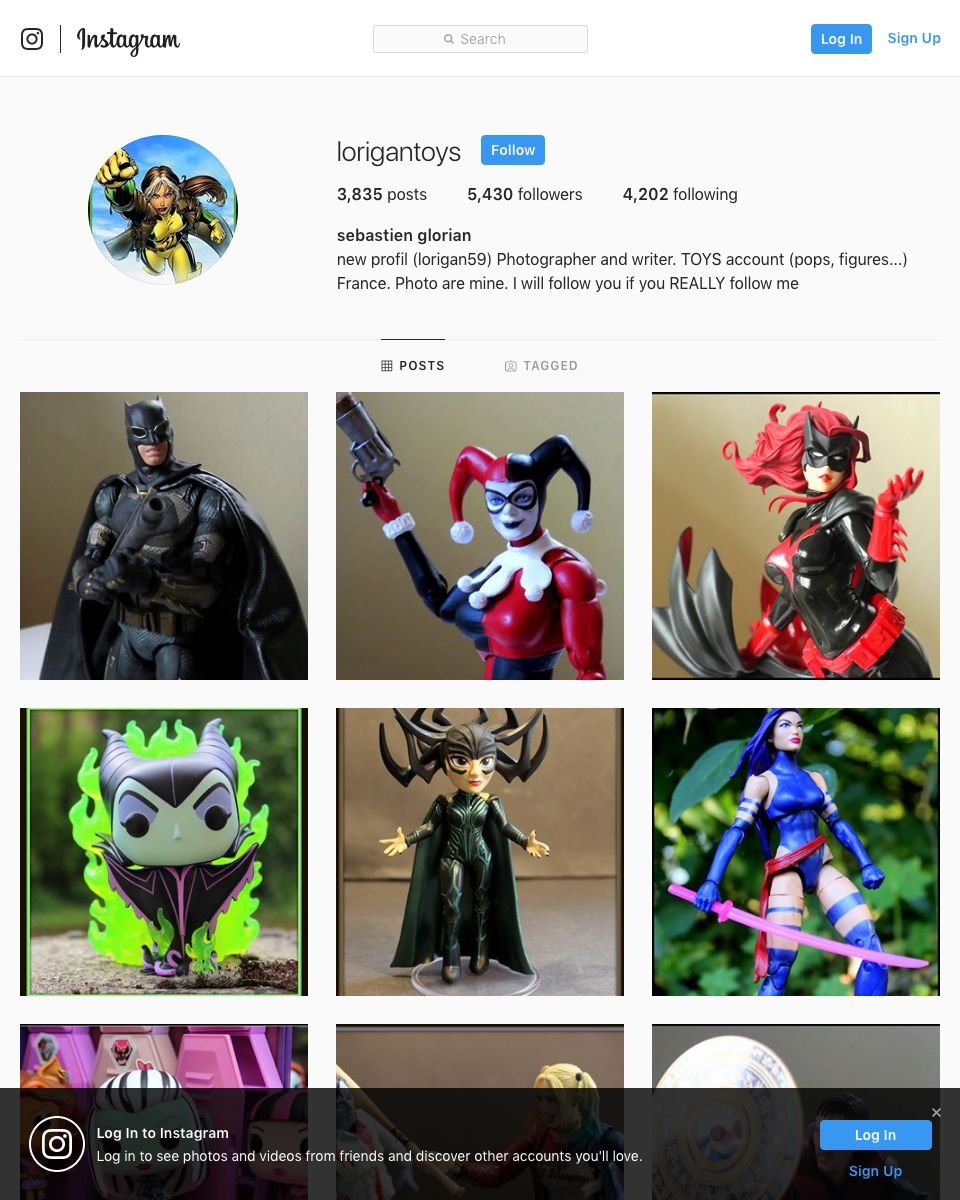 Instagram
Search
Log In
Sign Up
lorigantoys
Follow
3,835 posts
5,430 followers
4,202 following
sebastien glorian
new profil (lorigan59) Photographer and writer. TOYS account (pops, figures...)
France. Photo are mine. I will follow you if you REALLY follow me
POSTS
TAGGED
Log In to Instagram
Log in to see photos and videos from friends and discover other accounts you'll love.
Log In
Sign Up